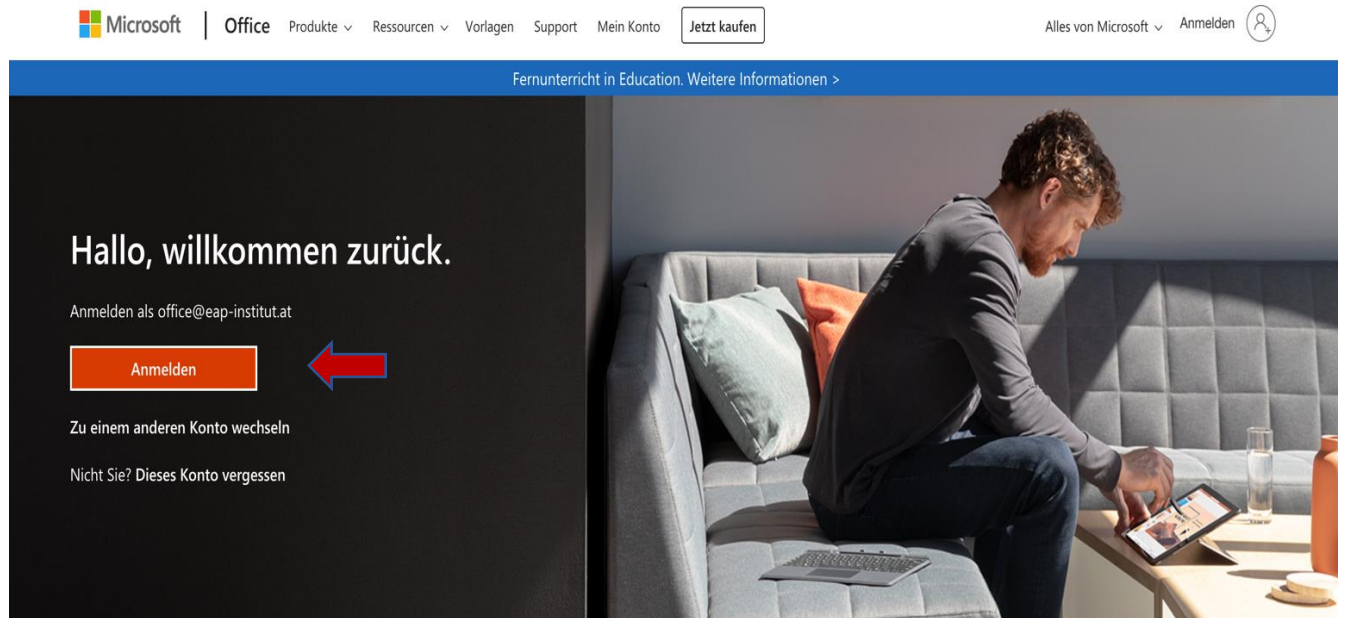 Microsoft Office Produkte Ressourcen Vorlagen Support Mein Konto Jetzt kaufen Alles von Microsoft Anmelden
Fernunterricht in Education. Weitere Informationen >
Hallo, willkommen zurück.
Anmelden als office@eap-institut.at
Anmelden
Zu einem anderen Konto wechseln
Nicht Sie? Dieses Konto vergessen